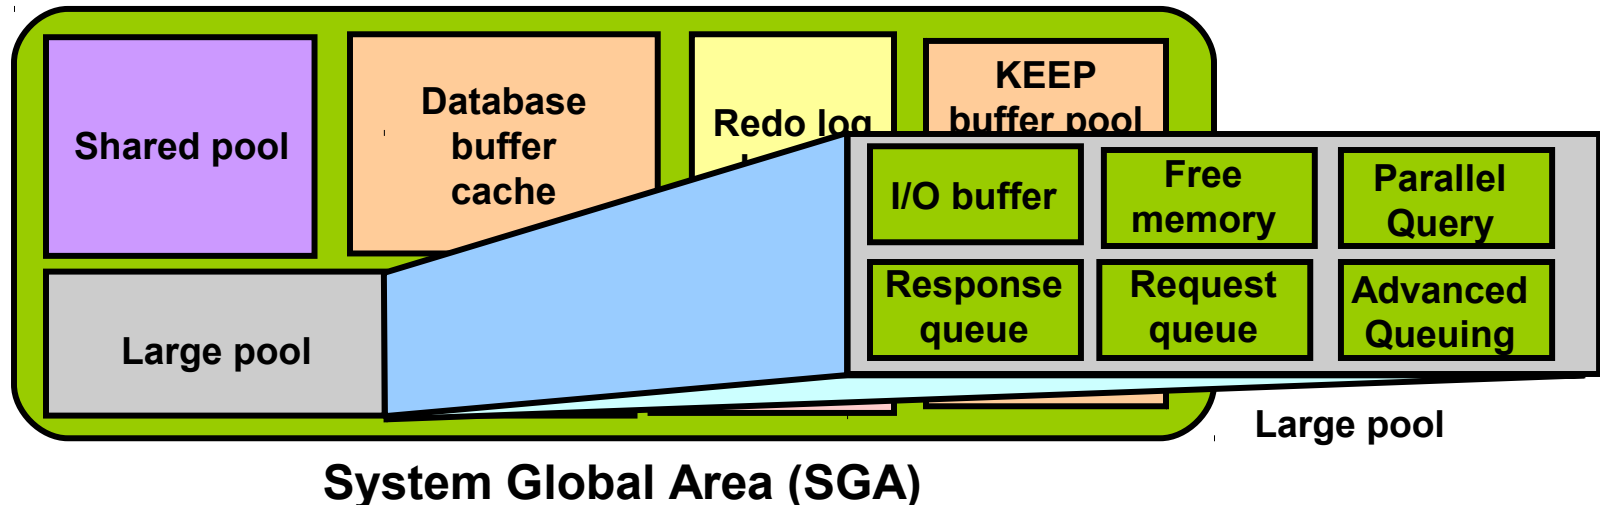 Shared pool
Database
buffer
cache
Redo log
KEEP
buffer pool
I/O buffer
Free
memory
Parallel
Query
Response
queue
Request
queue
Advanced
Queuing
Large pool
Large pool
System Global Area (SGA)